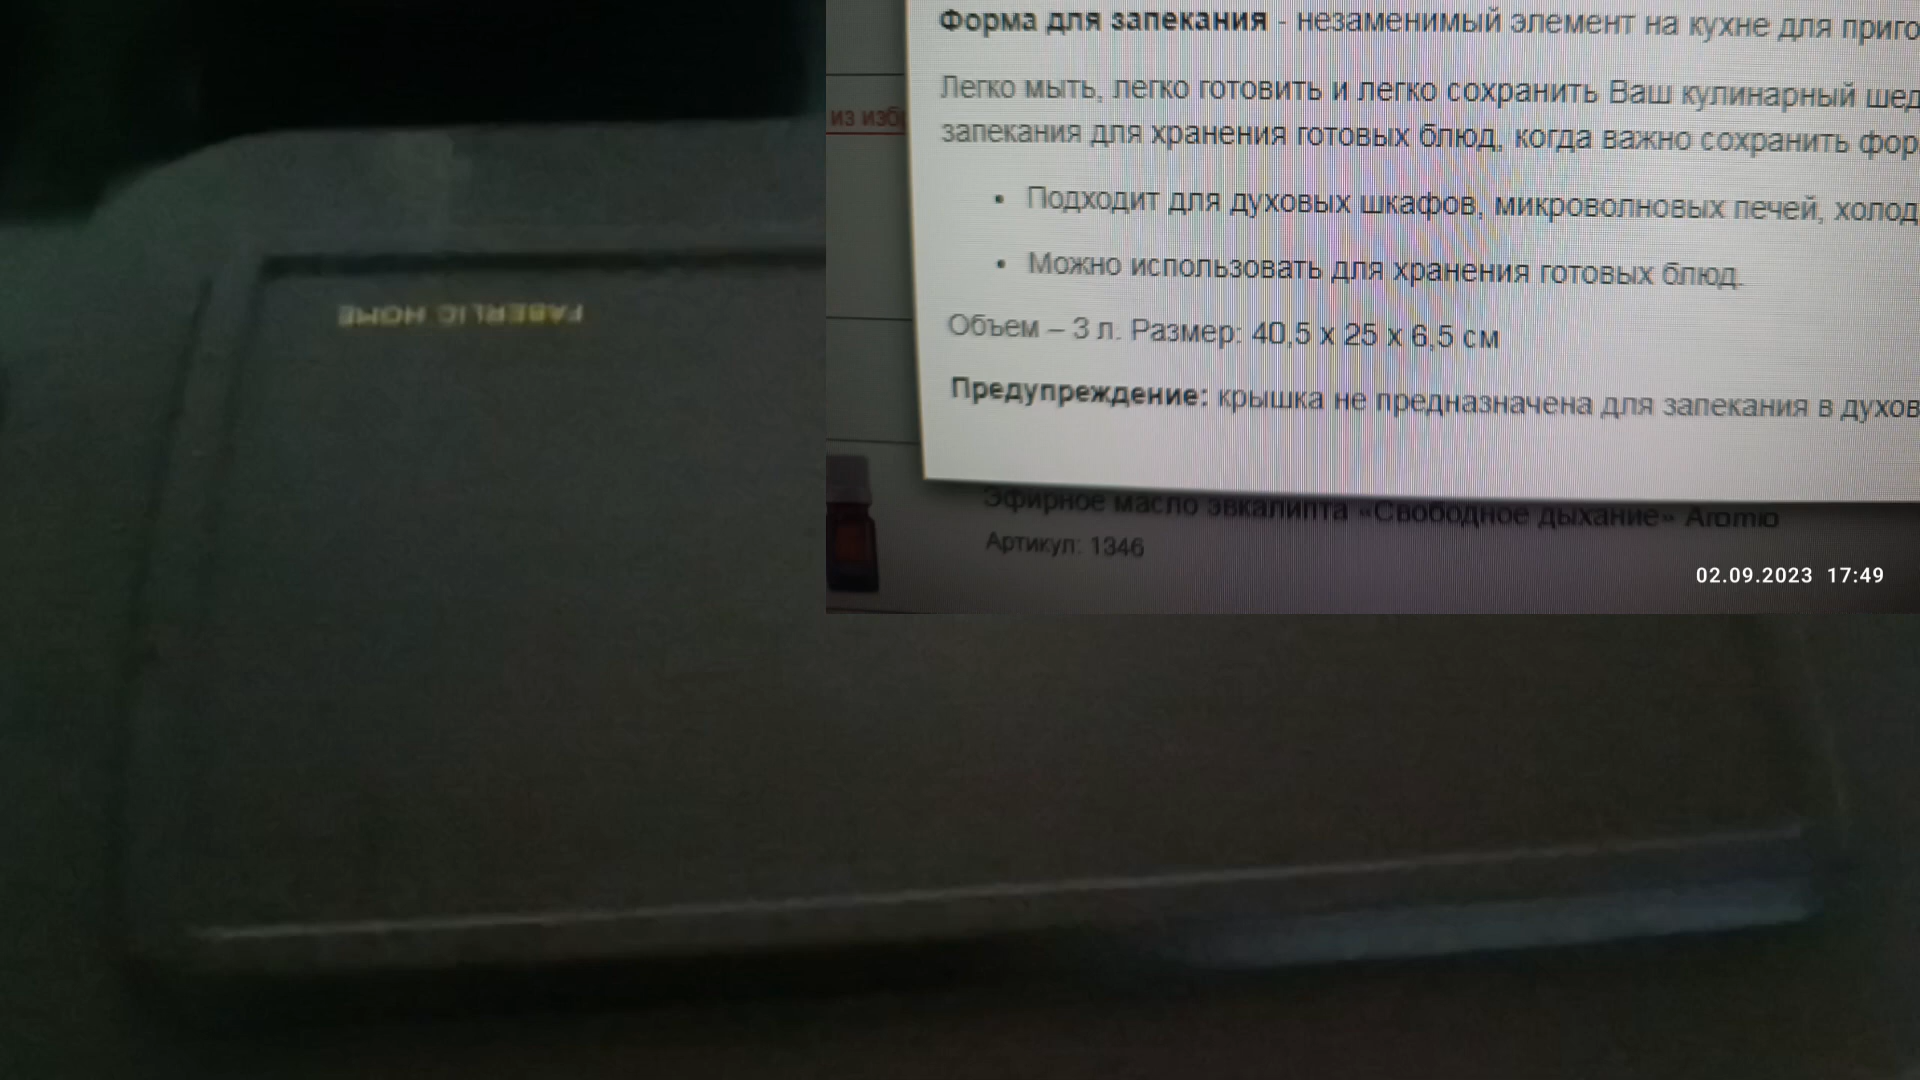 FABERLIC HOME
Форма для запекания - незаменимый элемент на кухне для приго
Легко мыть, легко готовить и легко сохранить Ваш кулинарный шед
запекания для хранения готовых блюд, когда важно сохранить фор
из изб
• Подходит для духовых шкафов, микроволновых печей, холод
• Можно использовать для хранения готовых блюд.
Объем – 3 л. Размер: 40,5 х 25 х 6,5 см
Предупреждение: крышка не предназначена для запекания в духов
Эфирное масло эвкалипта «Свободное дыхание» Aromio
Артикул: 1346
02.09.2023 17:49